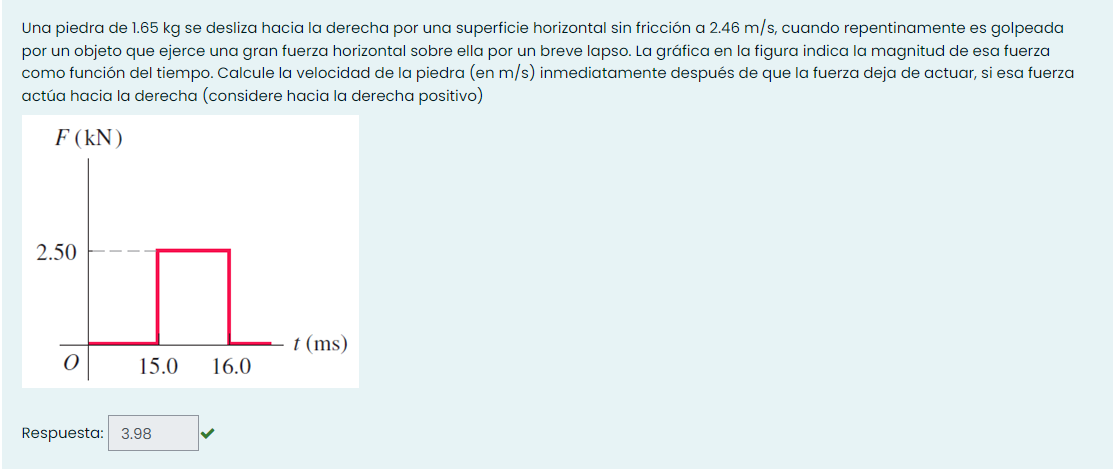 Una piedra de 1.65 kg se desliza hacia la derecha por una superficie horizontal sin fricción a 2.46 m/s, cuando repentinamente es golpeada
por un objeto que ejerce una gran fuerza horizontal sobre ella por un breve lapso. La gráfica en la figura indica la magnitud de esa fuerza
como función del tiempo. Calcule la velocidad de la piedra (en m/s) inmediatamente después de que la fuerza deja de actuar, si esa fuerza
actúa hacia la derecha (considere hacia la derecha positivo)
F (kN)
2.50
t (ms)
O
15.0 16.0
Respuesta: 3.98